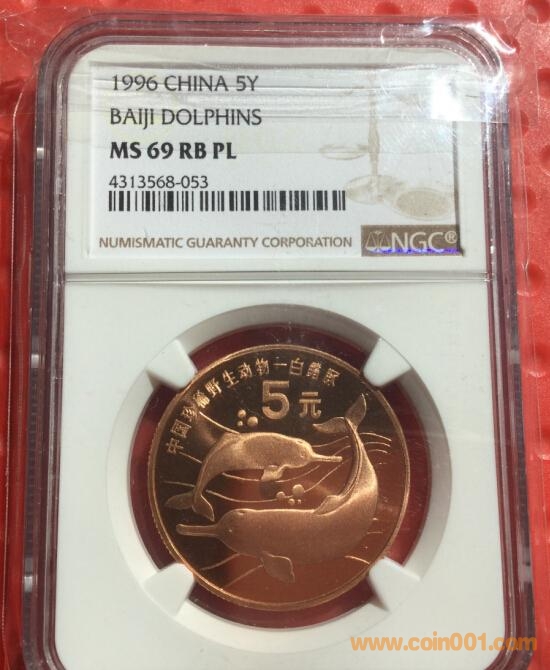 1996 CHINA 5Y
BAIJI DOLPHINS
MS 69 RB PL
4313568-053
NUMISMATIC GUARANTY CORPORATION
NGC®
中国珍稀野生动物—白鳍豚
5元
www.coin001.com